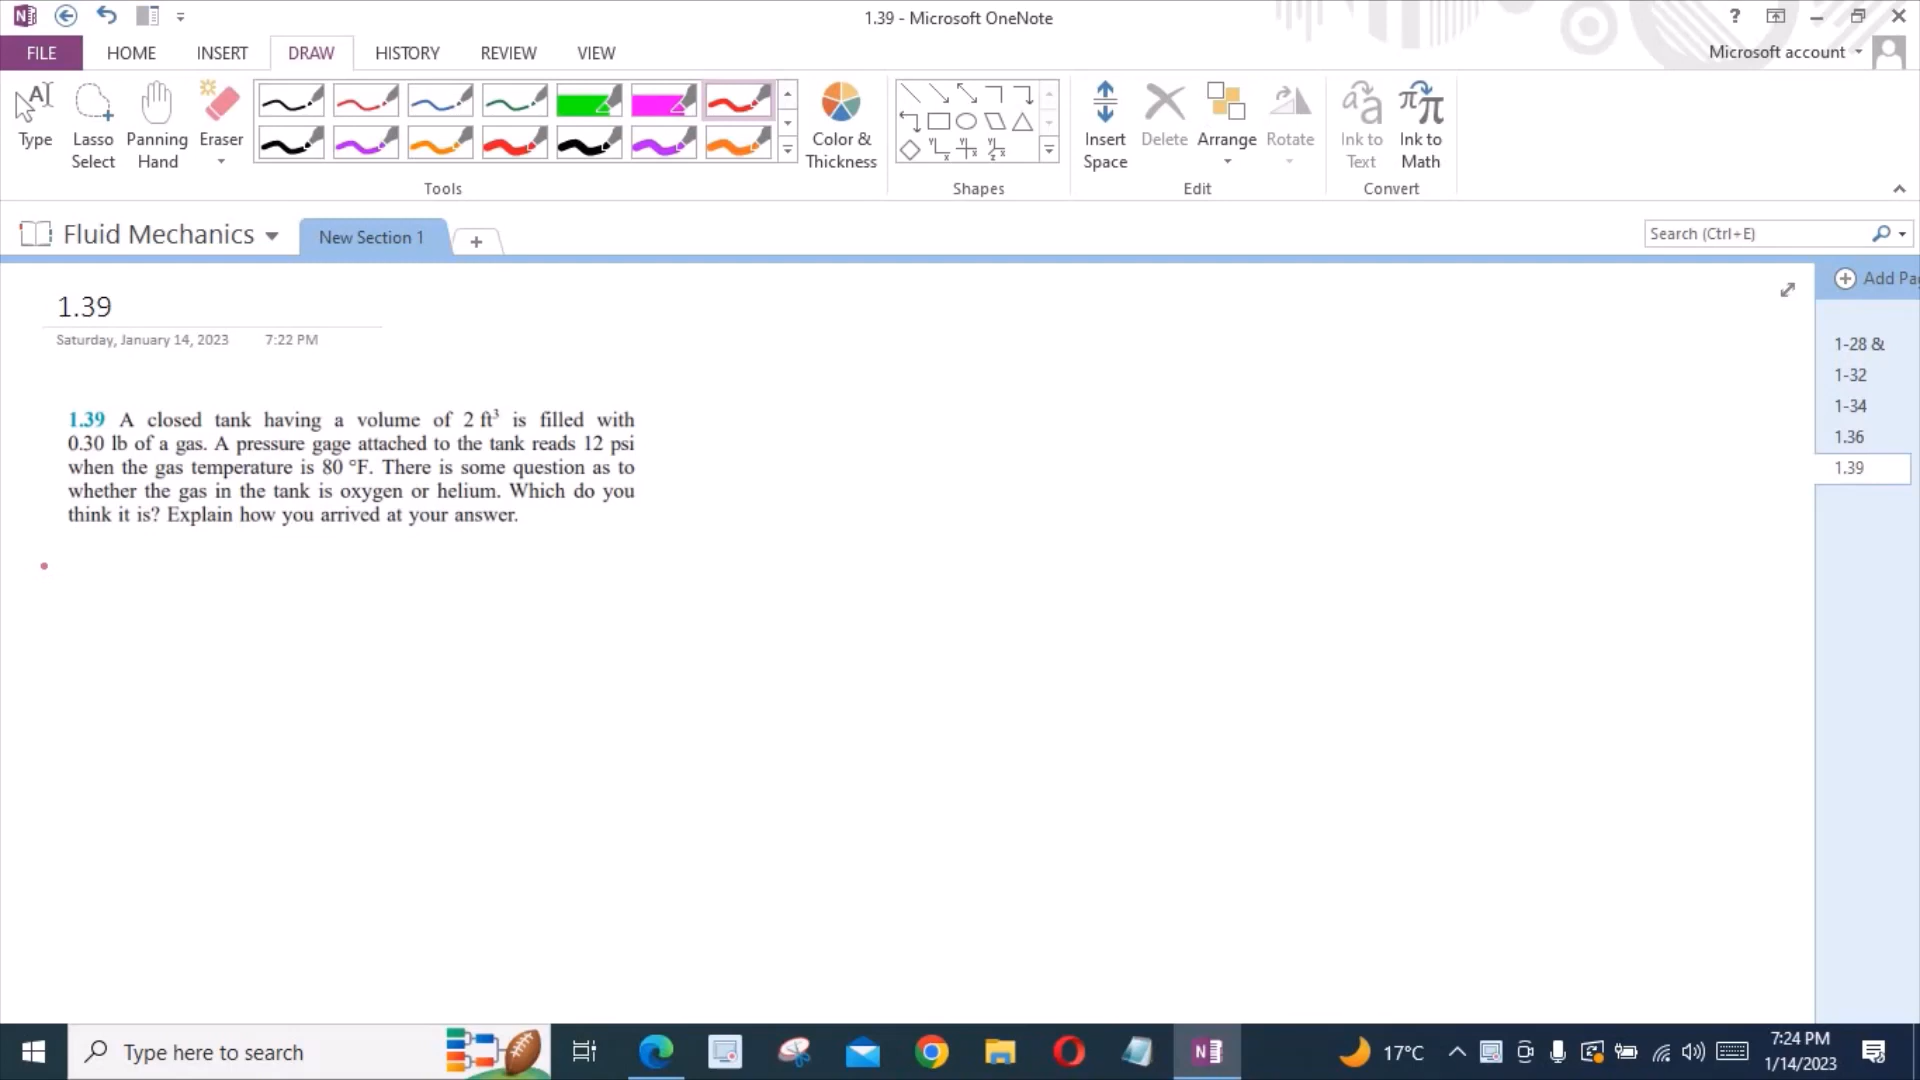 1.39 - Microsoft OneNote
?
Microsoft account
FILE HOME INSERT DRAW HISTORY REVIEW VIEW
Type
Lasso Select
Panning Hand
Eraser
Color & Thickness
Insert Space
Delete
Arrange
Rotate
Ink to Text
Ink to Math
Tools
Shapes
Edit
Convert
Fluid Mechanics
New Section 1
+
Search (Ctrl+E)
Add Pa
1-28 &
1-32
1-34
1.36
1.39
1.39
Saturday, January 14, 2023 7:22 PM
1.39 A closed tank having a volume of 2 ft³ is filled with
0.30 lb of a gas. A pressure gage attached to the tank reads 12 psi
when the gas temperature is 80 °F. There is some question as to
whether the gas in the tank is oxygen or helium. Which do you
think it is? Explain how you arrived at your answer.
Type here to search
17°C
7:24 PM
1/14/2023